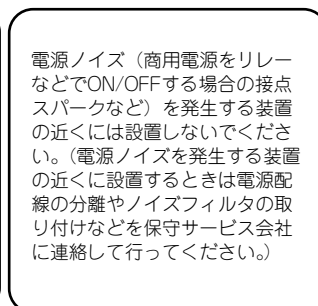 電源ノイズ（商用電源をリレー
などでON/OFFする場合の接点
スパークなど）を発生する装置
の近くには設置しないでくださ
い。（電源ノイズを発生する装置
の近くに設置するときは電源配
線の分離やノイズフィルタの取
り付けなどを保守サービス会社
に連絡して行ってください。）